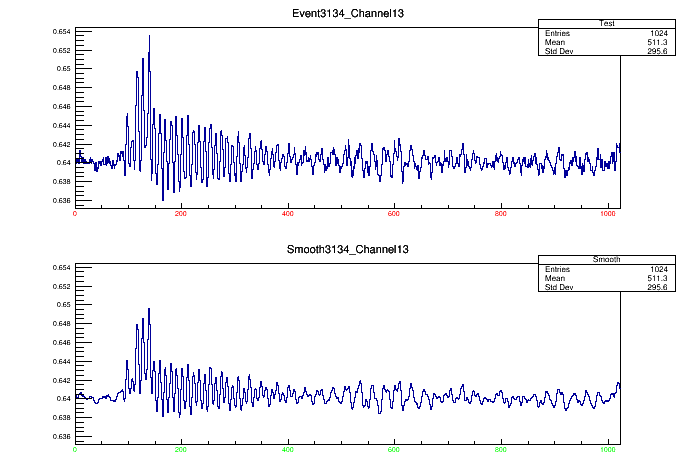 Event3134_Channel13
Test
Entries 1024
Mean 511.3
Std Dev 295.6
0.654
0.652
0.65
0.648
0.646
0.644
0.642
0.64
0.638
0.636
0 200 400 600 800 1000
Smooth3134_Channel13
Smooth
Entries 1024
Mean 511.3
Std Dev 295.6
0.654
0.652
0.65
0.648
0.646
0.644
0.642
0.64
0.638
0.636
0 200 400 600 800 1000